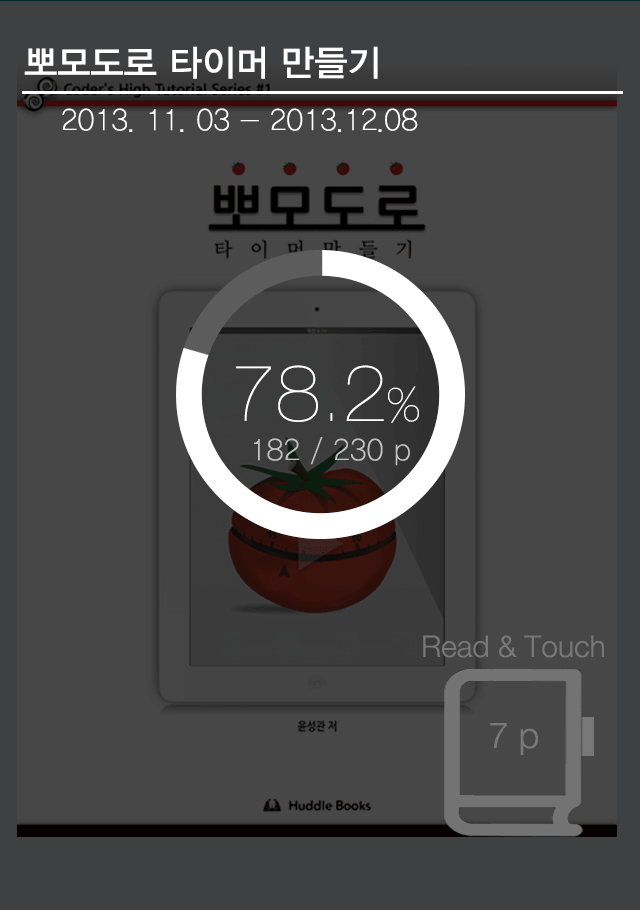 뽀모도로 타이머 만들기
Coder's High Tutorial Series #1
2013. 11. 03 – 2013.12.08
뽀모도로
타이머만들기
78.2%
182 / 230 p
Read & Touch
7 p
윤성관 저
Huddle Books